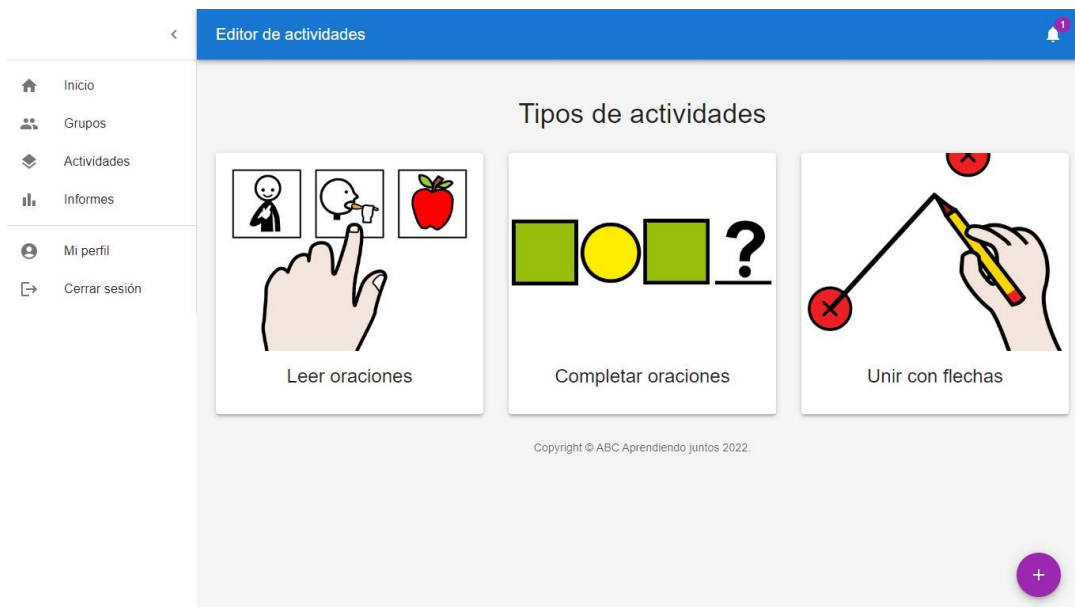 Editor de actividades
1
Inicio
Grupos
Actividades
Informes
Mi perfil
Cerrar sesión
Tipos de actividades
?
Leer oraciones
Completar oraciones
Unir con flechas
Copyright © ABC Aprendiendo juntos 2022.
+